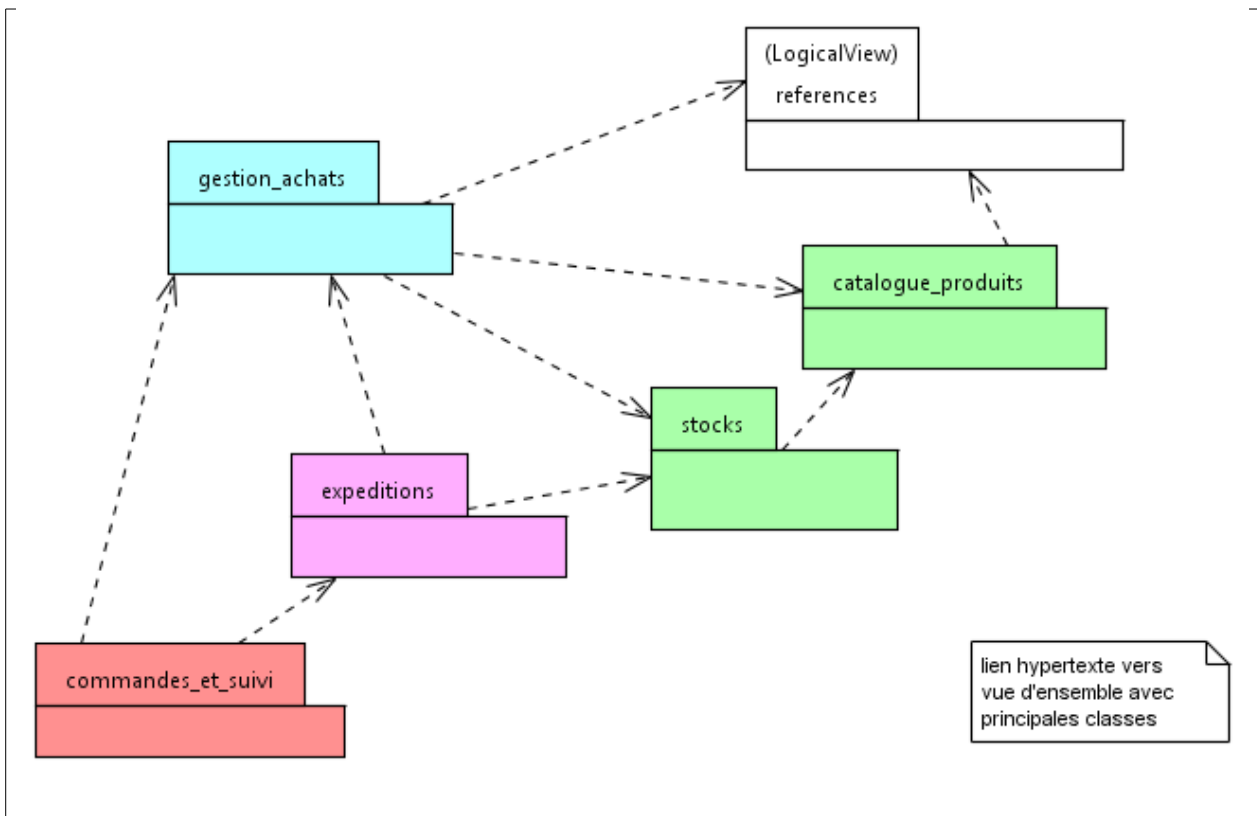 (LogicalView)
references
gestion_achats
catalogue_produits
stocks
expeditions
commandes_et_suivi
lien hypertexte vers
vue d'ensemble avec
principales classes